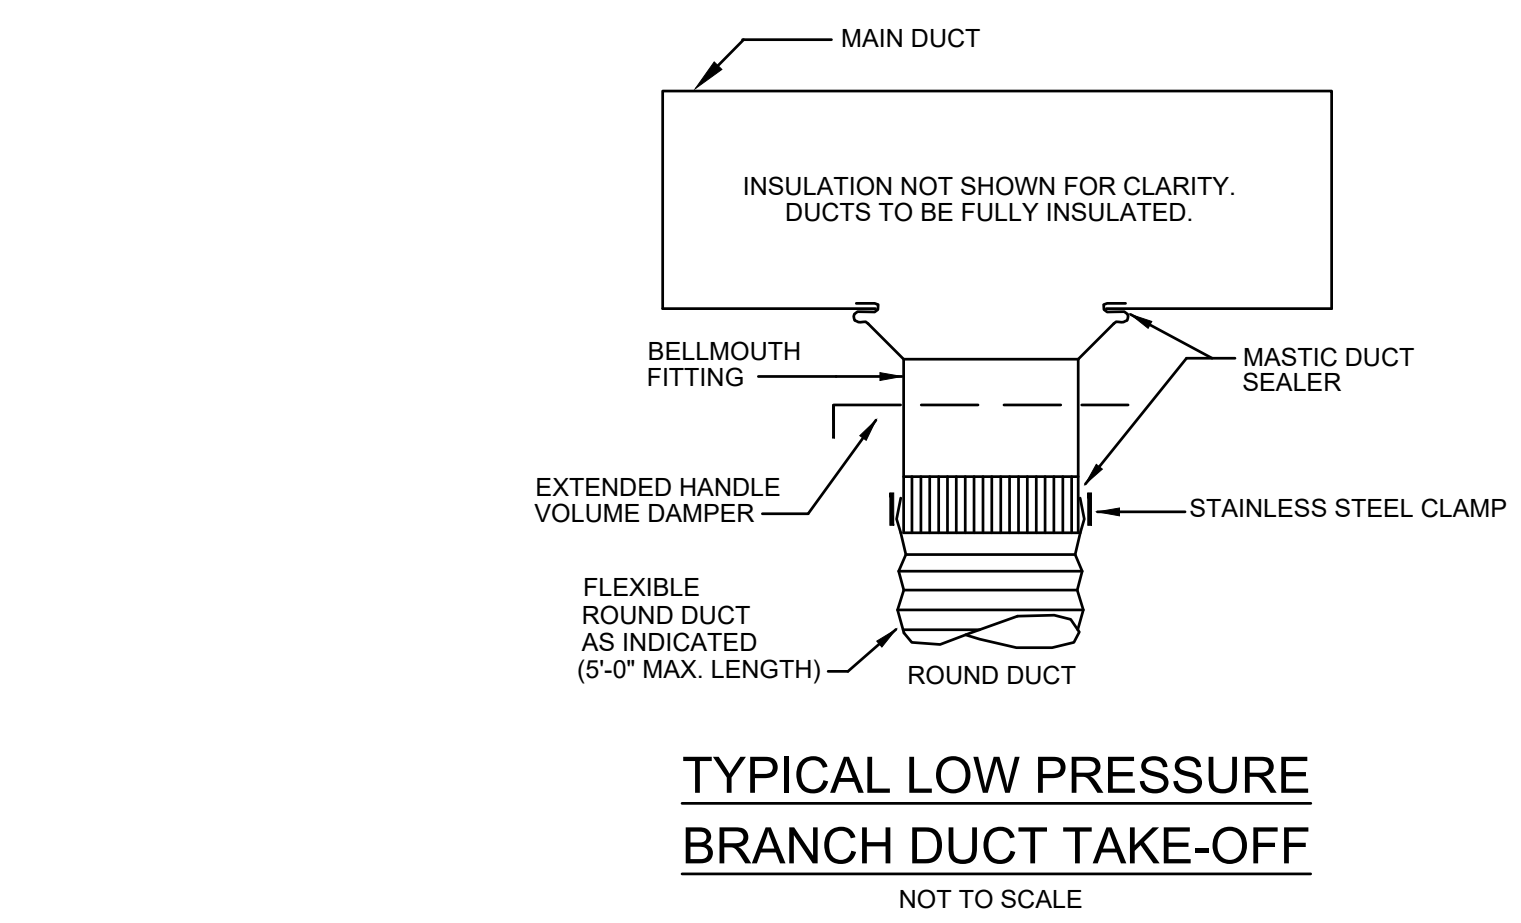 MAIN DUCT
INSULATION NOT SHOWN FOR CLARITY.
DUCTS TO BE FULLY INSULATED.
BELLMOUTH
FITTING
MASTIC DUCT
SEALER
EXTENDED HANDLE
VOLUME DAMPER
STAINLESS STEEL CLAMP
FLEXIBLE
ROUND DUCT
AS INDICATED
(5'-0" MAX. LENGTH)
ROUND DUCT
TYPICAL LOW PRESSURE
BRANCH DUCT TAKE-OFF
NOT TO SCALE